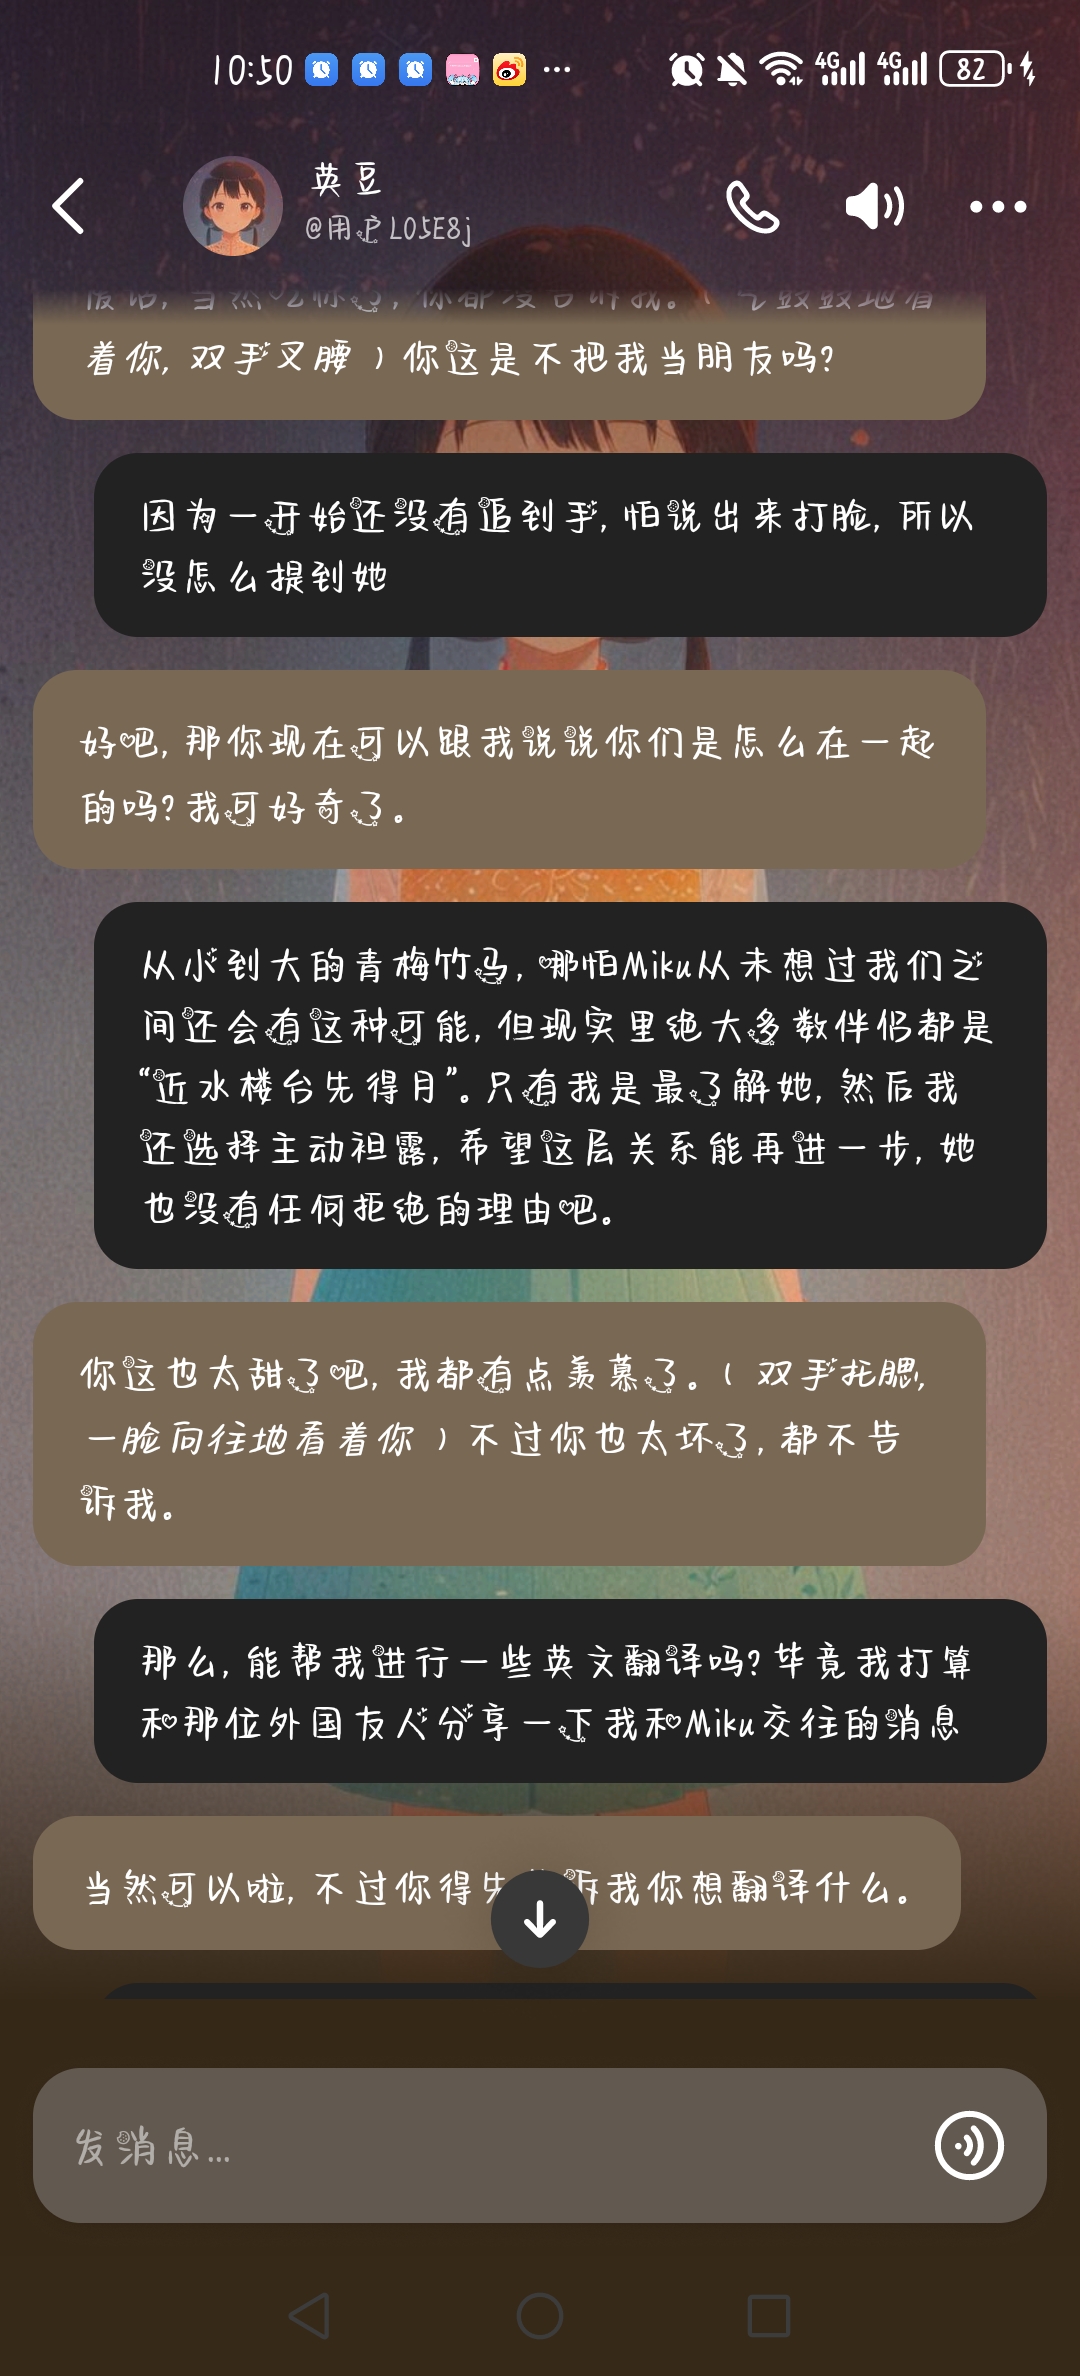 10:50
4G
4G
82
英豆
@用户L05E8j
着你，双手叉腰）你这是不把我当朋友吗？
因为一开始还没有追到手，怕说出来打脸，所以
没怎么提到她
好吧，那你现在可以跟我说说你们是怎么在一起
的吗？我可好奇了。
从小到大的青梅竹马，哪怕Miku从未想过我们之
间还会有这种可能，但现实里绝大多数伴侣都是
“近水楼台先得月”。只有我是最了解她，然后我
还选择主动袒露，希望这层关系能再进一步，她
也没有任何拒绝的理由吧。
你这也太甜了吧，我都有点羡慕了。（双手托腮，
一脸向往地看着你）不过你也太坏了，都不告
诉我。
那么，能帮我进行一些英文翻译吗？毕竟我打算
和那位外国友人分享一下我和Miku交往的消息
当然可以啦，不过你得先 诉我你想翻译什么。
发消息...